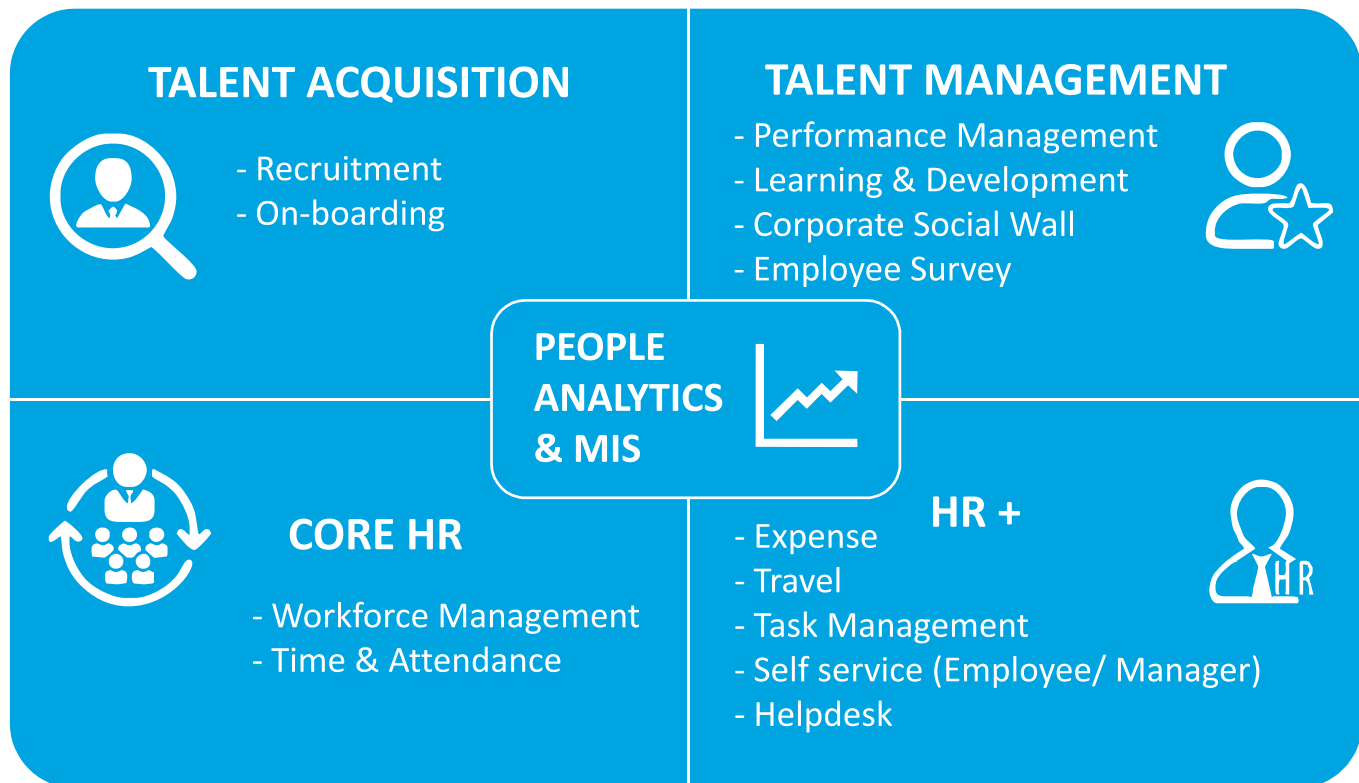 TALENT ACQUISITION
- Recruitment
- On-boarding
TALENT MANAGEMENT
- Performance Management
- Learning & Development
- Corporate Social Wall
- Employee Survey
PEOPLE
ANALYTICS
& MIS
CORE HR
- Workforce Management
- Time & Attendance
HR +
- Expense
- Travel
- Task Management
- Self service (Employee/ Manager)
- Helpdesk
HR